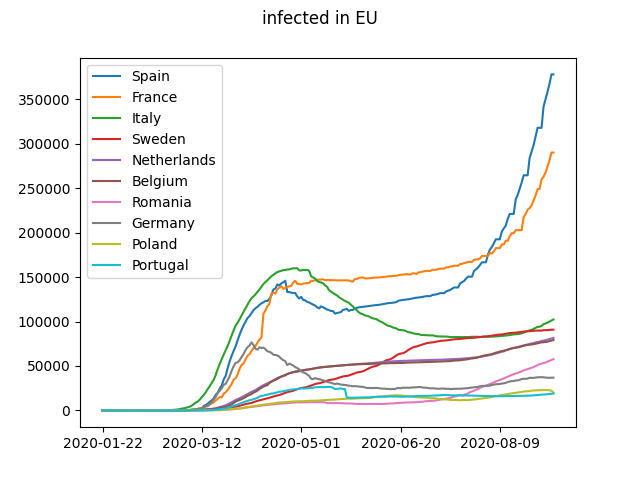 infected in EU
Spain
France
Italy
Sweden
Netherlands
Belgium
Romania
Germany
Poland
Portugal
350000
300000
250000
200000
150000
100000
50000
0
2020-01-22 2020-03-12 2020-05-01 2020-06-20 2020-08-09